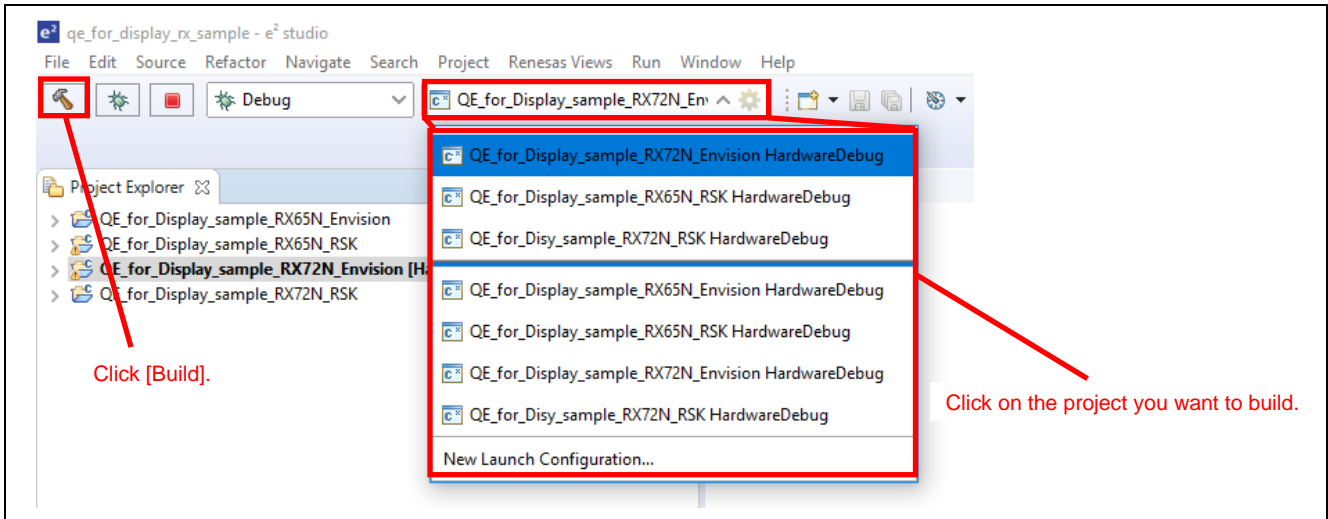 e² qe_for_display_rx_sample - e² studio
File Edit Source Refactor Navigate Search Project Renesas Views Run Window Help
Debug
QE_for_Display_sample_RX72N_En
QE_for_Display_sample_RX72N_Envision HardwareDebug
Project Explorer
QE_for_Display_sample_RX65N_RSK HardwareDebug
QE_for_Display_sample_RX65N_Envision
QE_for_Disy_sample_RX72N_RSK HardwareDebug
QE_for_Display_sample_RX65N_RSK
QE_for_Display_sample_RX72N_Envision [H
QE_for_Display_sample_RX65N_Envision HardwareDebug
QE_for_Display_sample_RX72N_RSK
QE_for_Display_sample_RX65N_RSK HardwareDebug
QE_for_Display_sample_RX72N_Envision HardwareDebug
Click [Build].
Click on the project you want to build.
QE_for_Disy_sample_RX72N_RSK HardwareDebug
New Launch Configuration...